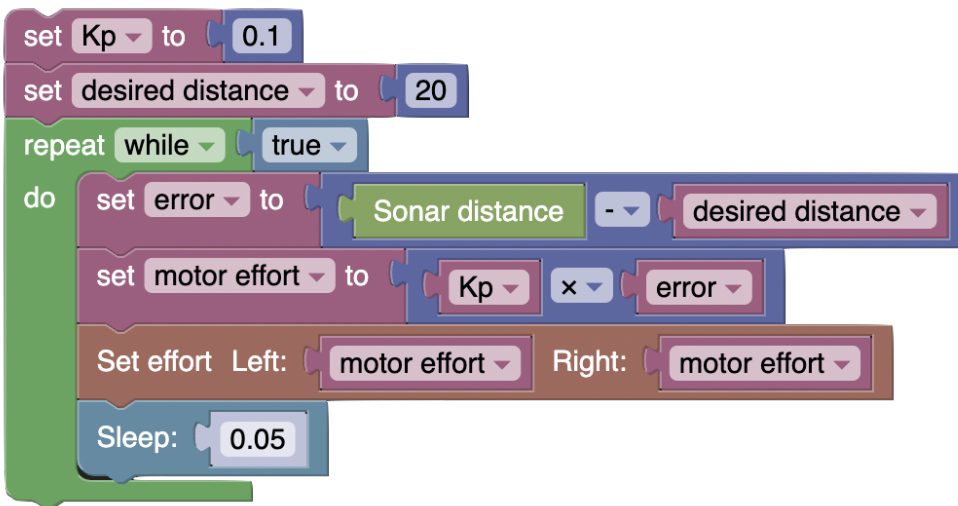 set Kp to 0.1
set desired distance to 20
repeat while true
do set error to Sonar distance - desired distance
set motor effort to Kp × error
Set effort Left: motor effort Right: motor effort
Sleep: 0.05